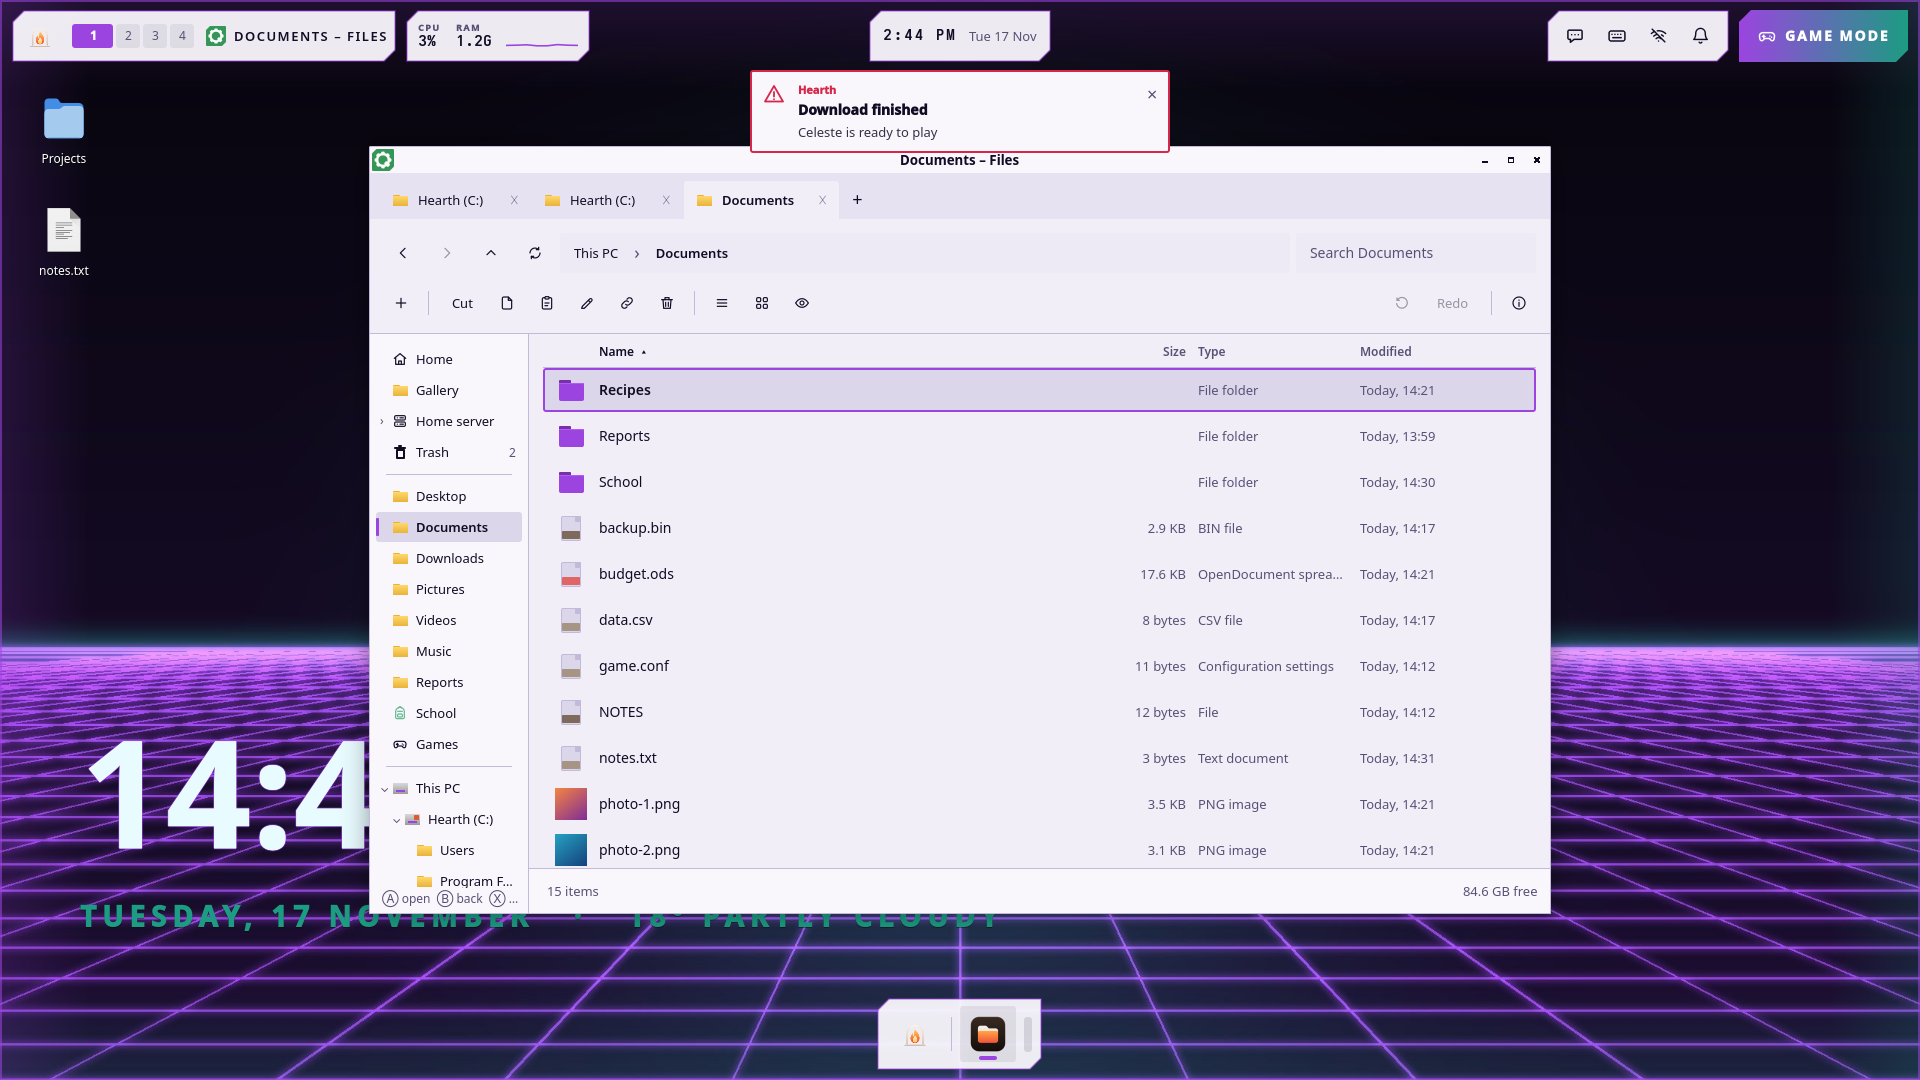 1 2 3 4 DOCUMENTS – FILES
CPU RAM
3% 1.2G
2:44 PM Tue 17 Nov
GAME MODE
Hearth
Download finished
Celeste is ready to play
Projects
notes.txt
Documents – Files
Hearth (C:) Hearth (C:) Documents
This PC › Documents Search Documents
Cut Redo
Home
Gallery
Home server
Trash 2
Desktop
Documents
Downloads
Pictures
Videos
Music
Reports
School
Games
This PC
Hearth (C:)
Users
Program F...
A open B back X ...
Name Size Type Modified
Recipes File folder Today, 14:21
Reports File folder Today, 13:59
School File folder Today, 14:30
backup.bin 2.9 KB BIN file Today, 14:17
budget.ods 17.6 KB OpenDocument sprea... Today, 14:21
data.csv 8 bytes CSV file Today, 14:17
game.conf 11 bytes Configuration settings Today, 14:12
NOTES 12 bytes File Today, 14:12
notes.txt 3 bytes Text document Today, 14:31
photo-1.png 3.5 KB PNG image Today, 14:21
photo-2.png 3.1 KB PNG image Today, 14:21
15 items 84.6 GB free
14:4
TUESDAY, 17 NOVEMBER · 18° PARTLY CLOUDY